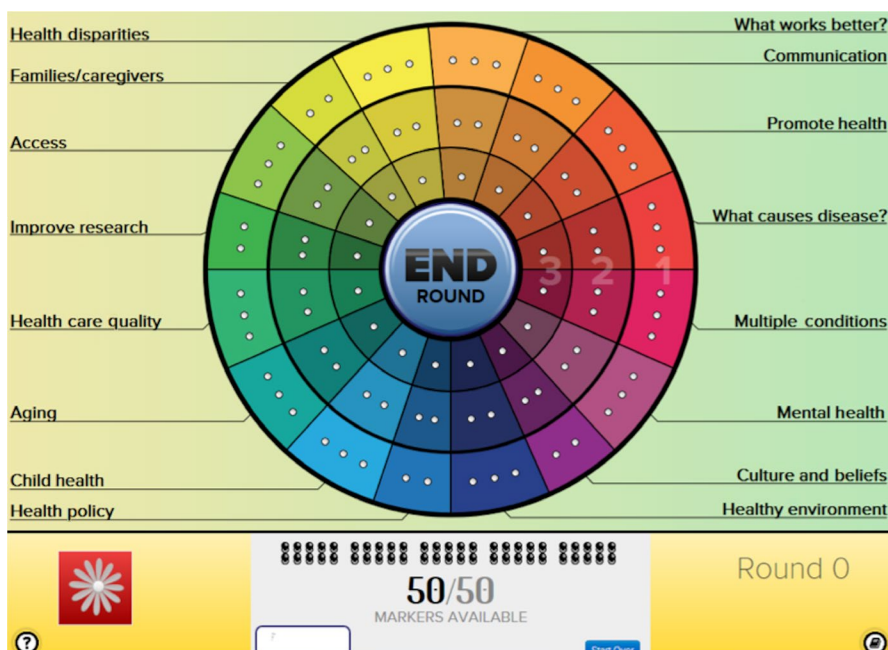 Health disparities
What works better?
Families/caregivers
Communication
Access
Promote health
Improve research
What causes disease?
END
ROUND
3 2 1
Health care quality
Multiple conditions
Aging
Mental health
Child health
Culture and beliefs
Health policy
Healthy environment
50/50
MARKERS AVAILABLE
Round 0
?
Start Over